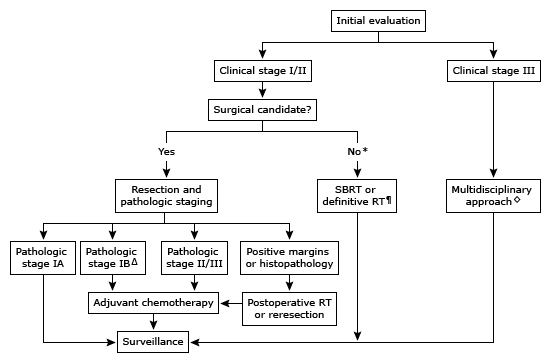 Initial evaluation
Clinical stage I/II
Clinical stage III
Surgical candidate?
Yes
No*
Resection and
pathologic staging
SBRT or
definitive RT¶
Multidisciplinary
approach◇
Pathologic
stage IA
Pathologic
stage IBΔ
Pathologic
stage II/III
Positive margins
or histopathology
Adjuvant chemotherapy
Postoperative RT
or reresection
Surveillance